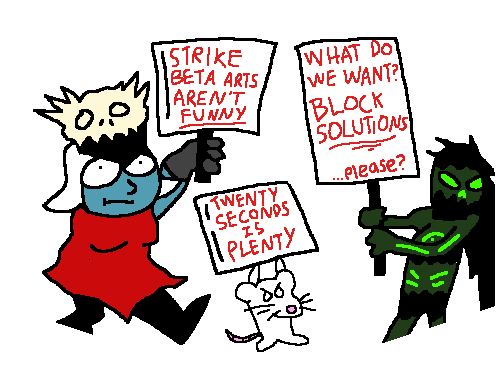 STRIKE
BETA ARTS
AREN'T
FUNNY
WHAT DO
WE WANT?
BLOCK
SOLUTIONS
...please?
TWENTY
SECONDS
IS
PLENTY